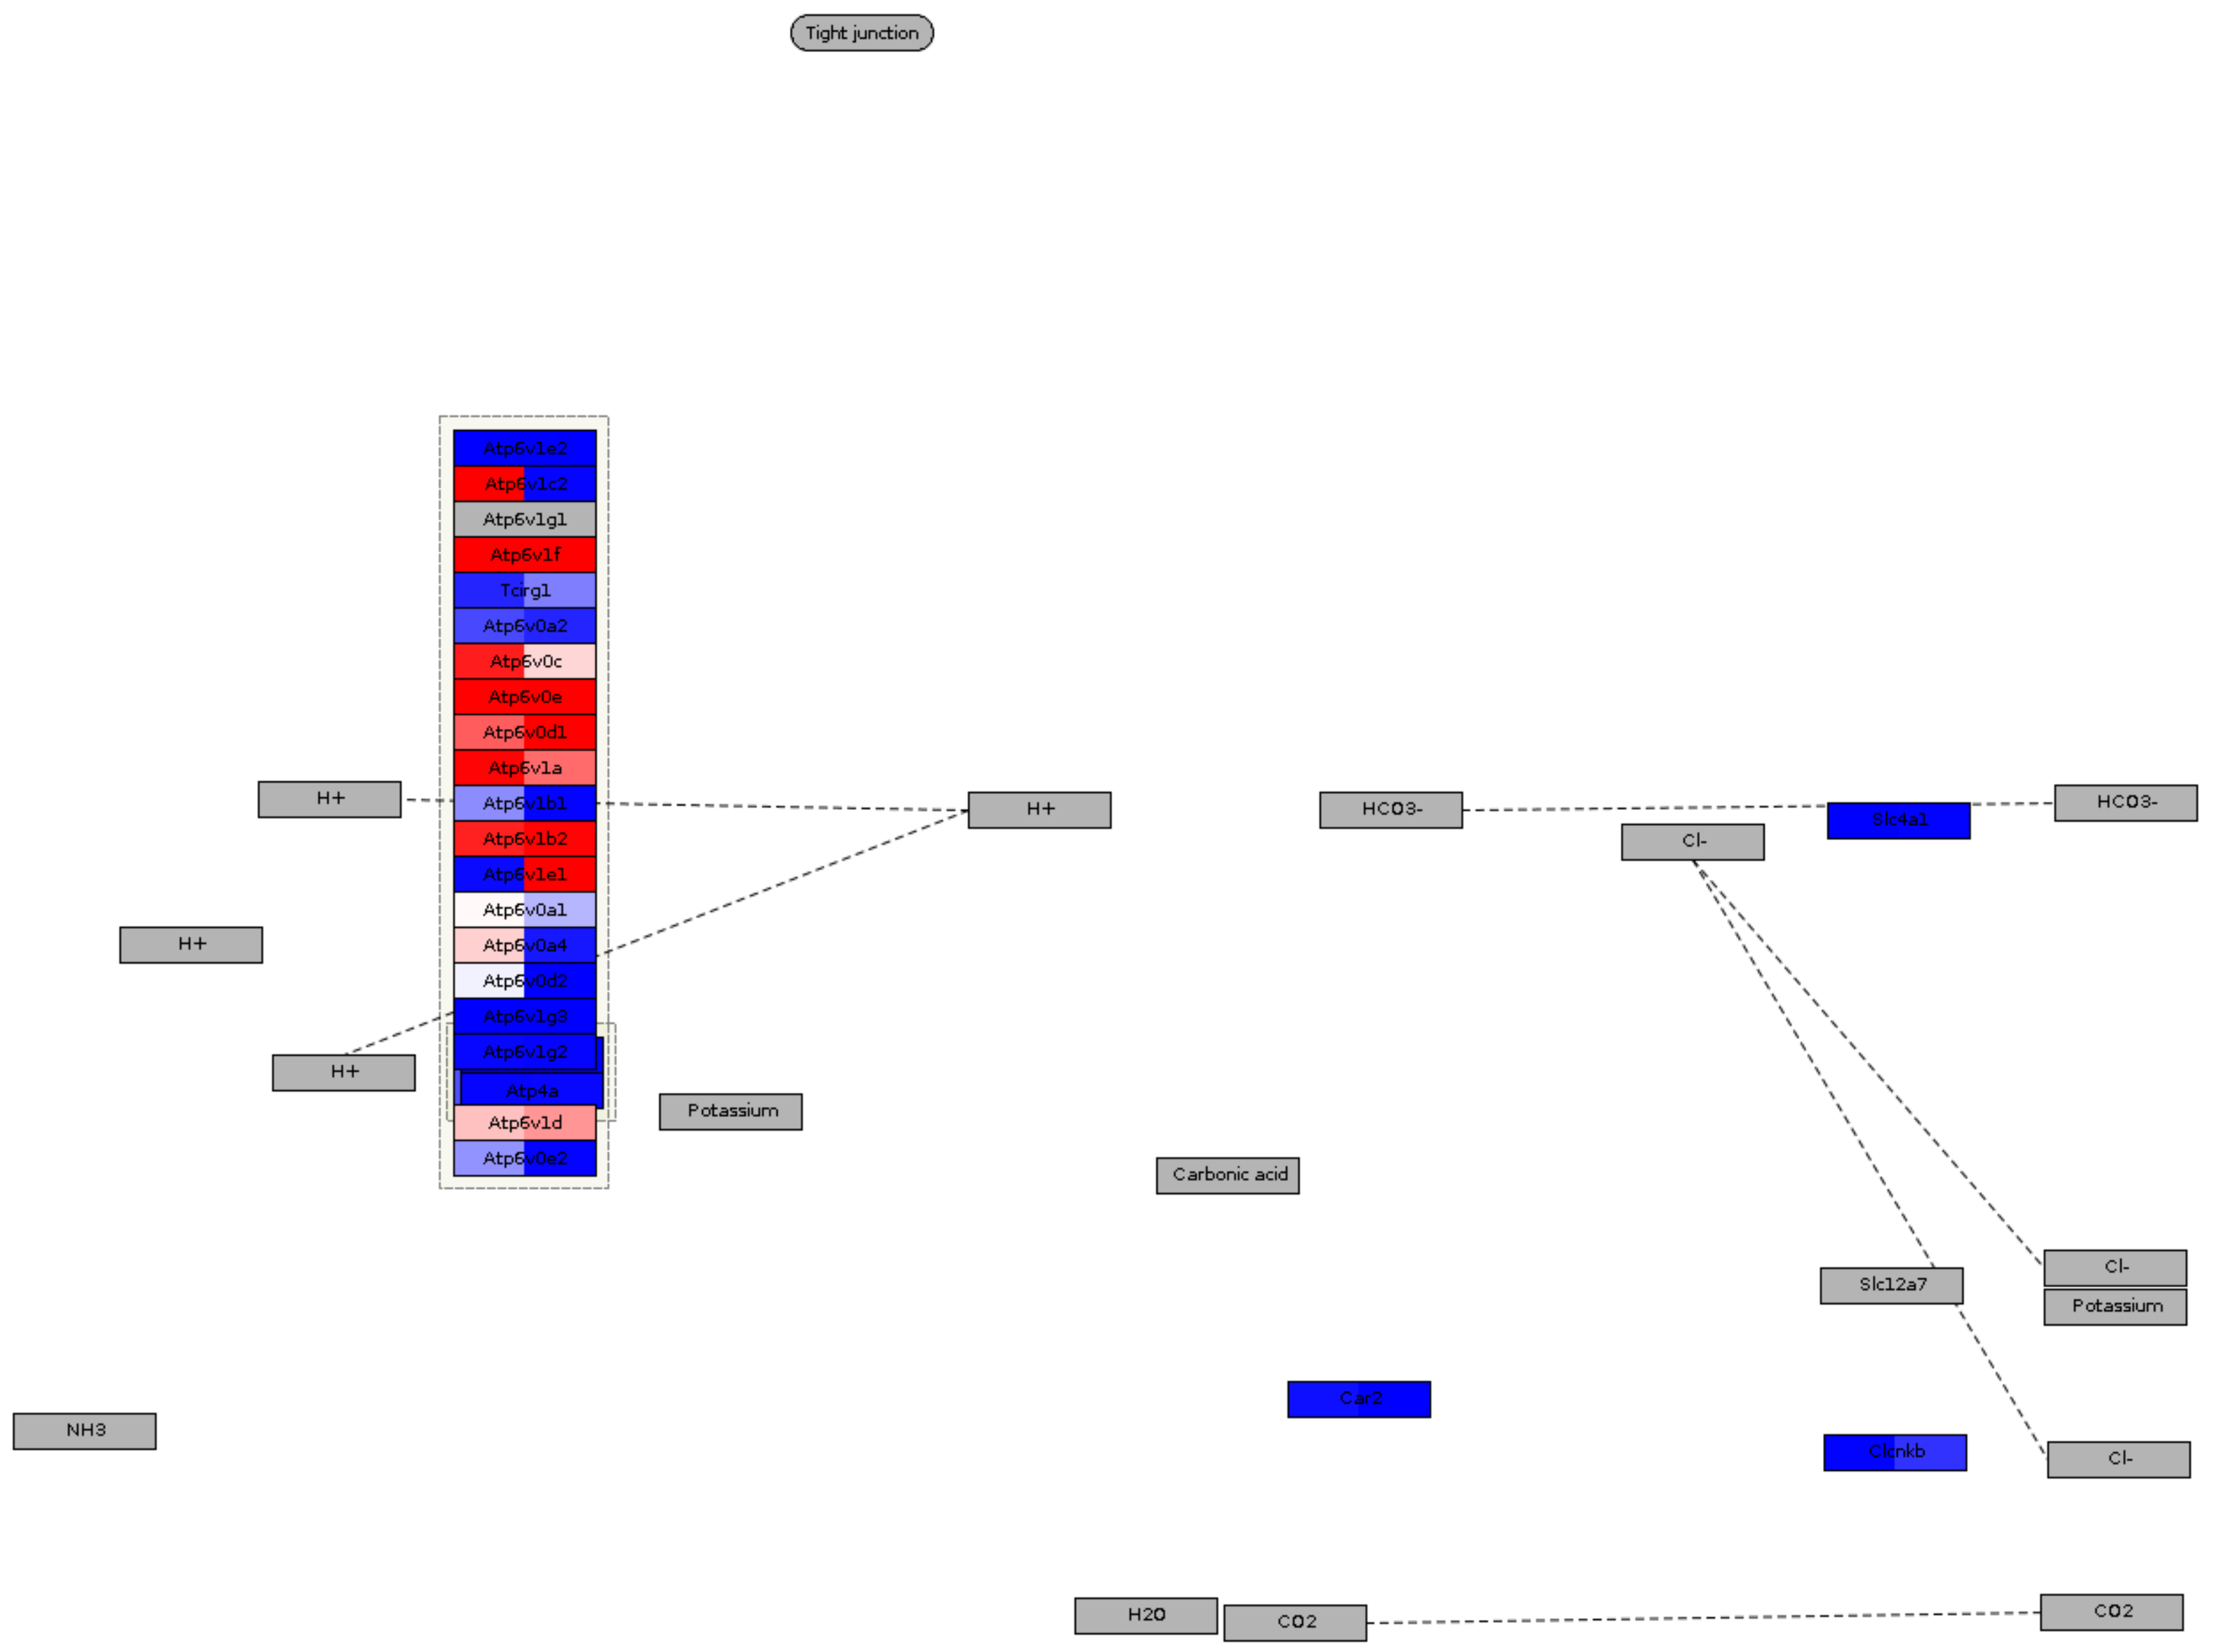 Tight junction
Atp6v1e2
Atp6v1c2
Atp6v1g1
Atp6v1f
Tcirg1
Atp6v0a2
Atp6v0c
Atp6v0e
Atp6v0d1
Atp6v1a
Atp6v1b1
Atp6v1b2
Atp6v1e1
Atp6v0a1
Atp6v0a4
Atp6v0d2
Atp6v1g3
Atp6v1g2
Atp4a
Atp6v1d
Atp6v0e2
H+
H+
H+
H+
HCO3-
Slc4a1
HCO3-
Cl-
Potassium
Carbonic acid
Slc12a7
Cl-
Potassium
Car2
Clcnkb
Cl-
NH3
H2O
CO2
CO2